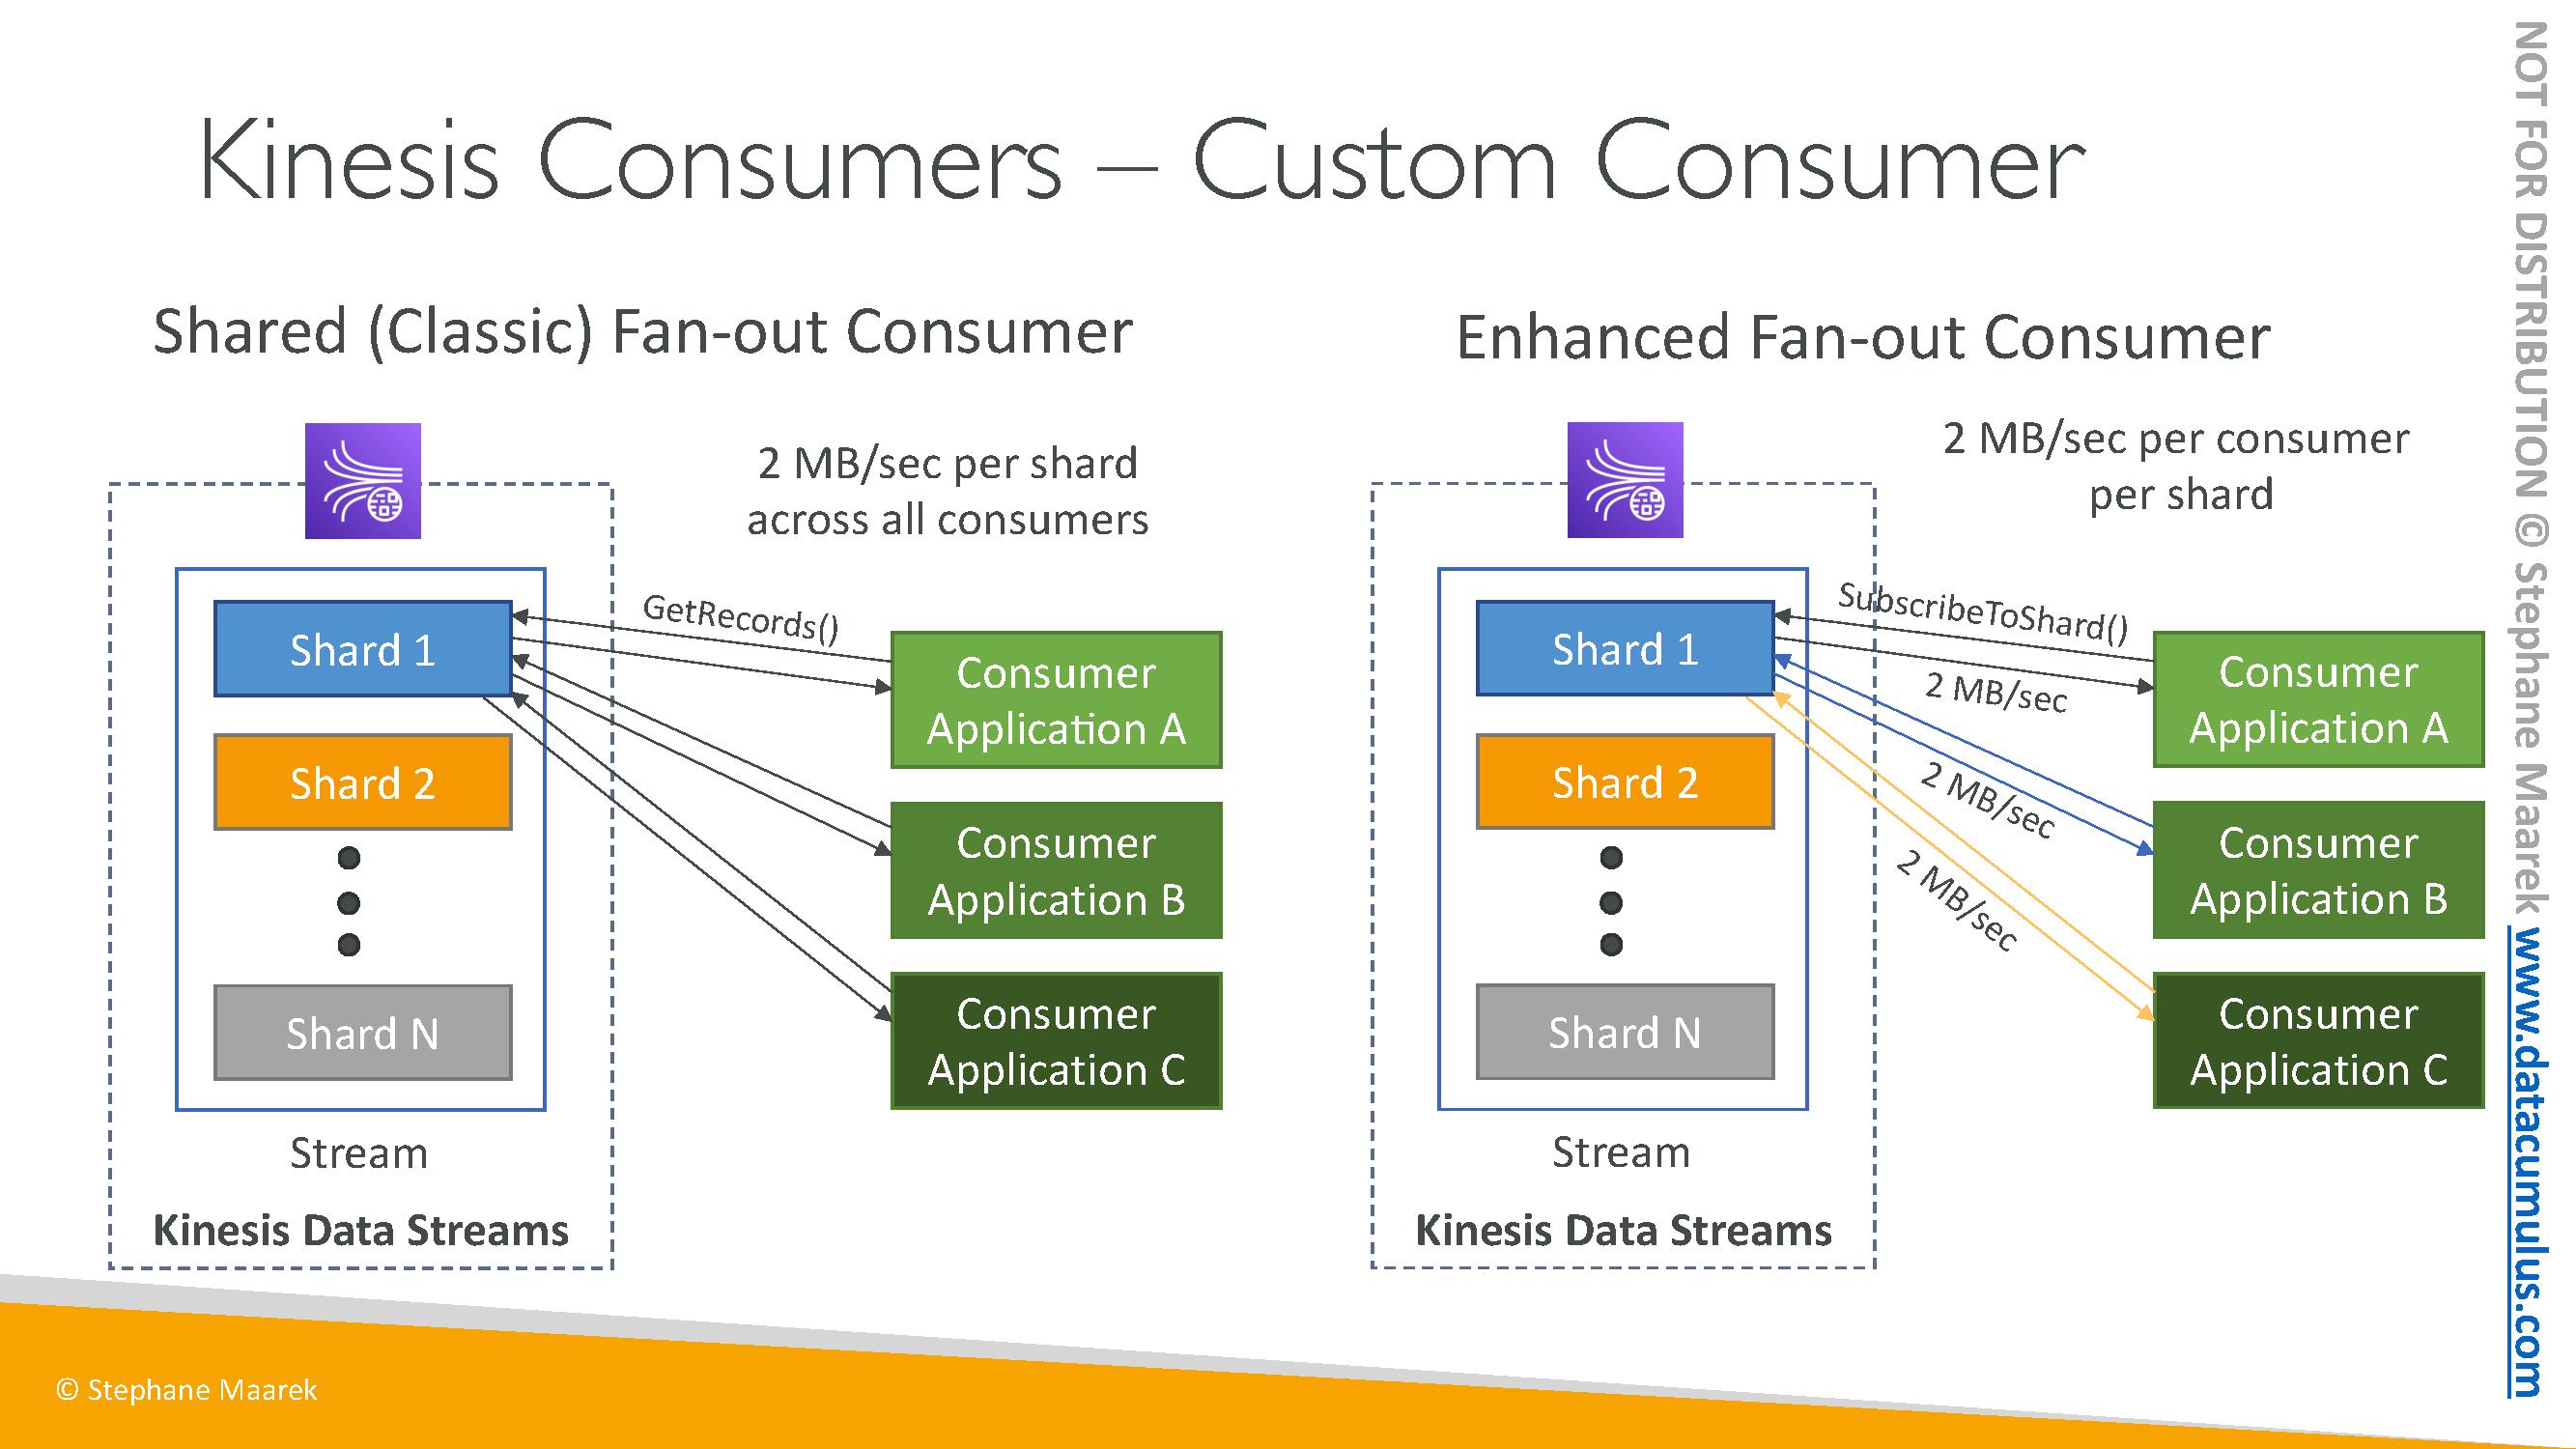 Kinesis Consumers – Custom Consumer
Shared (Classic) Fan-out Consumer
2 MB/sec per shard
across all consumers
GetRecords()
Shard 1
Shard 2
Shard N
Stream
Kinesis Data Streams
Consumer
Application A
Consumer
Application B
Consumer
Application C
Enhanced Fan-out Consumer
2 MB/sec per consumer
per shard
SubscribeToShard()
2 MB/sec
2 MB/sec
2 MB/sec
Shard 1
Shard 2
Shard N
Stream
Kinesis Data Streams
Consumer
Application A
Consumer
Application B
Consumer
Application C
© Stephane Maarek
NOT FOR DISTRIBUTION © Stephane Maarek www.datacumulus.com